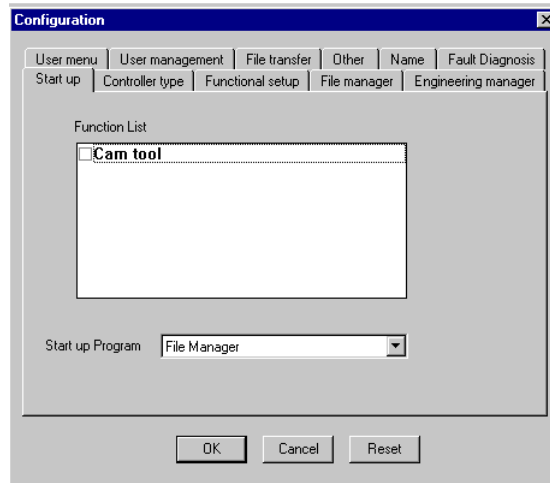 Configuration
User menu User management File transfer Other Name Fault Diagnosis
Start up Controller type Functional setup File manager Engineering manager
Function List
Cam tool
Start up Program File Manager
OK Cancel Reset